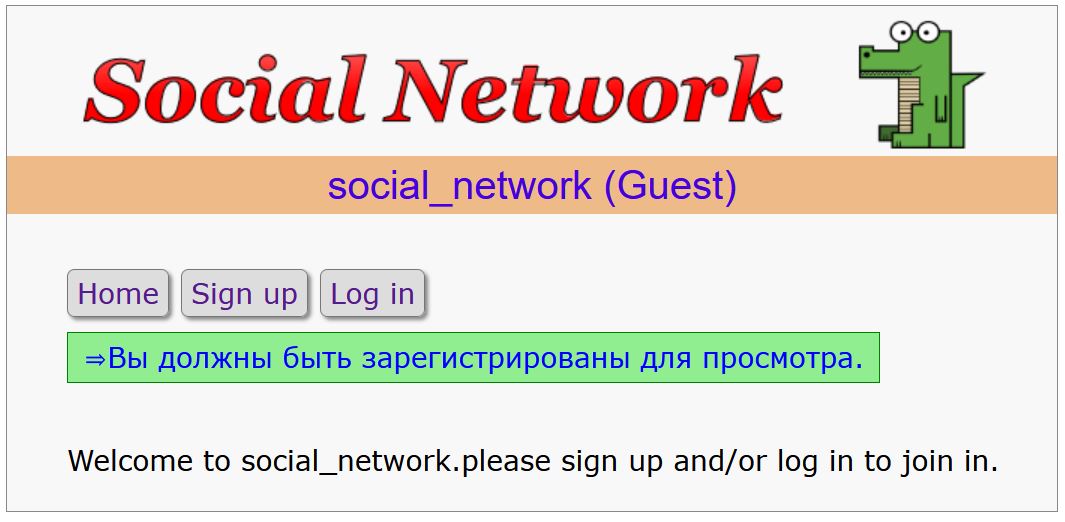 Social Network
social_network (Guest)
Home Sign up Log in
⇒Вы должны быть зарегистрированы для просмотра.
Welcome to social_network.please sign up and/or log in to join in.